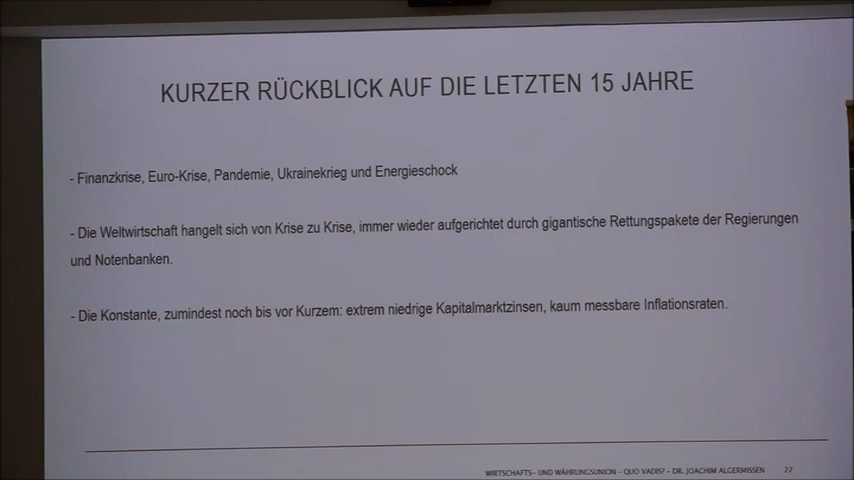 KURZER RÜCKBLICK AUF DIE LETZTEN 15 JAHRE
- Finanzkrise, Euro-Krise, Pandemie, Ukrainekrieg und Energieschock
- Die Weltwirtschaft hangelt sich von Krise zu Krise, immer wieder aufgerichtet durch gigantische Rettungspakete der Regierungen
und Notenbanken.
- Die Konstante, zumindest noch bis vor Kurzem: extrem niedrige Kapitalmarktzinsen, kaum messbare Inflationsraten.
WIRTSCHAFTS- UND WÄHRUNGSUNION - QUO VADIS? - DR. JOACHIM ALGERMISSEN 27